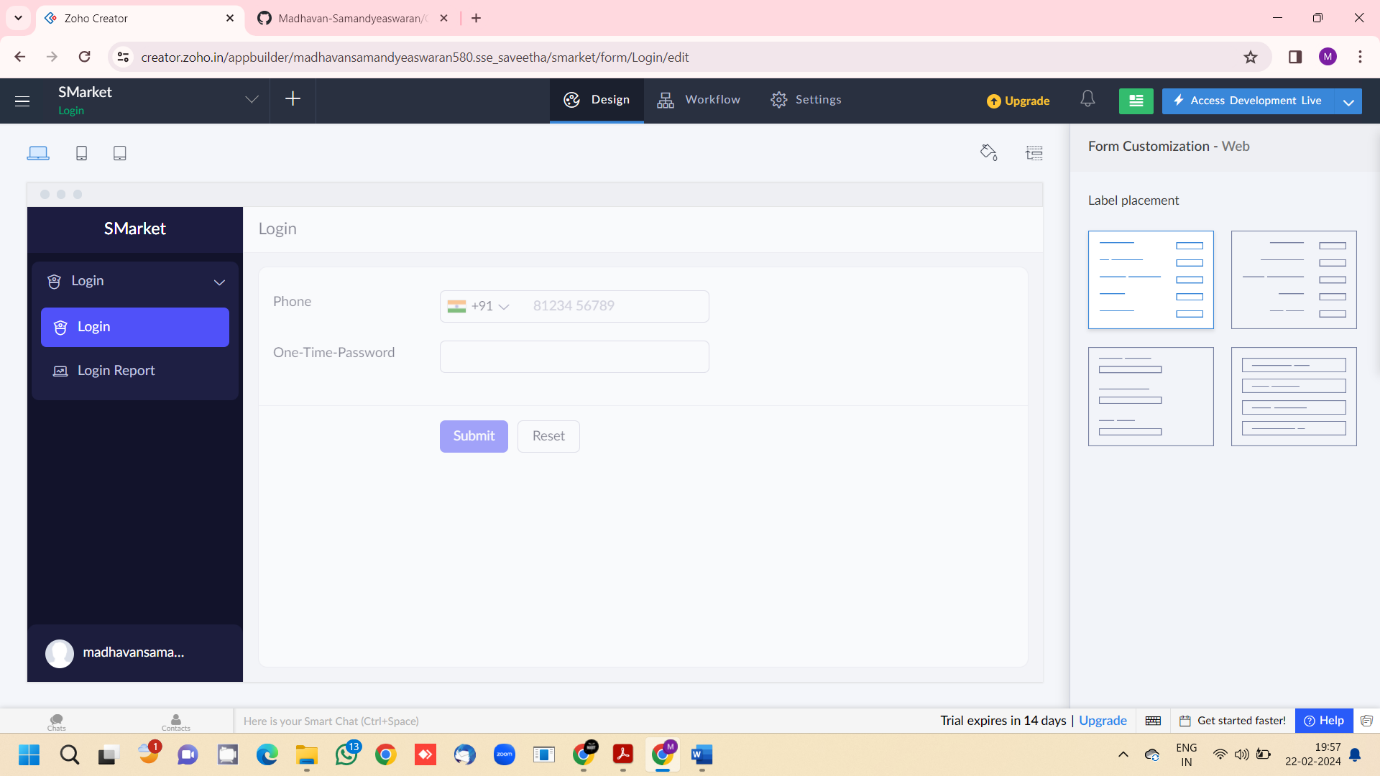 Zoho Creator
Madhavan-Samandyeaswaran/
creator.zoho.in/appbuilder/madhavansamandyeaswaran580.sse_saveetha/smarket/form/Login/edit
M
SMarket
Login
Design
Workflow
Settings
Upgrade
Access Development Live
Form Customization - Web
Label placement
SMarket
Login
Login
Login Report
madhavansama...
Login
Phone
+91
81234 56789
One-Time-Password
Submit
Reset
Chats
Contacts
Here is your Smart Chat (Ctrl+Space)
Trial expires in 14 days | Upgrade
Get started faster!
Help
1
zoom
13
M
ENG
IN
19:57
22-02-2024